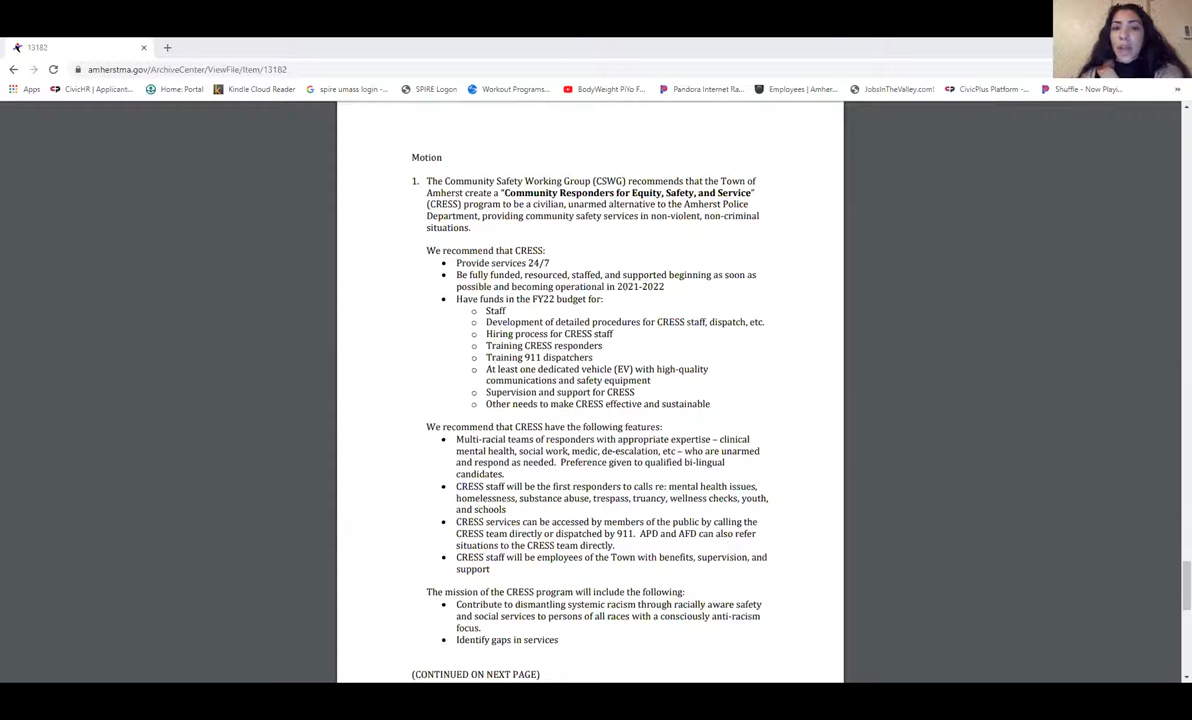 13182
amherstma.gov/ArchiveCenter/ViewFile/Item/13182
Apps CivicHR | Applicant... Home: Portal Kindle Cloud Reader spire umass login -... SPIRE Logon Workout Programs... BodyWeight PiYo F... Pandora Internet Ra... Employees | Amher... JobsInTheValley.com! CivicPlus Platform -... Shuffle - Now Playi... »
Motion
1. The Community Safety Working Group (CSWG) recommends that the Town of
Amherst create a "Community Responders for Equity, Safety, and Service"
(CRESS) program to be a civilian, unarmed alternative to the Amherst Police
Department, providing community safety services in non-violent, non-criminal
situations.
We recommend that CRESS:
• Provide services 24/7
• Be fully funded, resourced, staffed, and supported beginning as soon as
possible and becoming operational in 2021-2022
• Have funds in the FY22 budget for:
o Staff
o Development of detailed procedures for CRESS staff, dispatch, etc.
o Hiring process for CRESS staff
o Training CRESS responders
o Training 911 dispatchers
o At least one dedicated vehicle (EV) with high-quality
communications and safety equipment
o Supervision and support for CRESS
o Other needs to make CRESS effective and sustainable
We recommend that CRESS have the following features:
• Multi-racial teams of responders with appropriate expertise – clinical
mental health, social work, medic, de-escalation, etc – who are unarmed
and respond as needed. Preference given to qualified bi-lingual
candidates.
• CRESS staff will be the first responders to calls re: mental health issues,
homelessness, substance abuse, trespass, truancy, wellness checks, youth,
and schools
• CRESS services can be accessed by members of the public by calling the
CRESS team directly or dispatched by 911. APD and AFD can also refer
situations to the CRESS team directly.
• CRESS staff will be employees of the Town with benefits, supervision, and
support
The mission of the CRESS program will include the following:
• Contribute to dismantling systemic racism through racially aware safety
and social services to persons of all races with a consciously anti-racism
focus.
• Identify gaps in services
(CONTINUED ON NEXT PAGE)